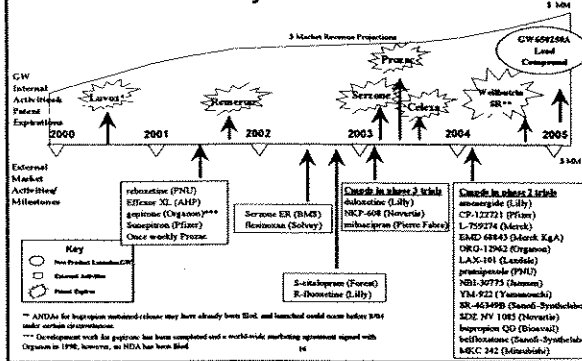 $ MM
$ Market Revenue Projections
GW650250A
Lead
Compound
Prozac
GW
Internal
Activities &
Patent
Expirations
Luvox*
Remeron
Serzone
Celexa
Wellbutrin
SR**
2000
2001
2002
2003
2004
2005
External
Market
Activities/
Milestones
$ MM
reboxetine (PNU)
Effexor XL (AHP)
gepirone (Organon)***
Sunepitron (Pfizer)
Once weekly Prozac
Serzone ER (BMS)
flesinoxan (Solvay)
Cmpds in phase 3 trials
duloxetine (Lilly)
NKP-608 (Novartis)
milnacipran (Pierre Fabre)
Cmpds in phase 2 trials
amesergide (Lilly)
CP-122721 (Pfizer)
L-759274 (Merck)
EMD 68843 (Merck KgA)
ORG-12962 (Organon)
LAX-101 (Laxdale)
pramipexole (PNU)
NBI-30775 (Janssen)
YM-922 (Yamanouchi)
SR-46349B (Sanofi-Synthelabo)
SDZ NV 1085 (Novartis)
bupropion QD (Biovail)
befloxatone (Sanofi-Synthelabo)
MKC 242 (Mitsubishi)
S-citalopram (Forest)
R-fluoxetine (Lilly)
Key
New Product Launches GW
External Activities
Patent Expires
** ANDAs for bupropion sustained-release may have already been filed, and launched could occur before 8/04
under certain circumstances.
*** Development work for gepirone has been completed and a world-wide marketing agreement signed with
Organon in 1998, however, no NDA has been filed.
16